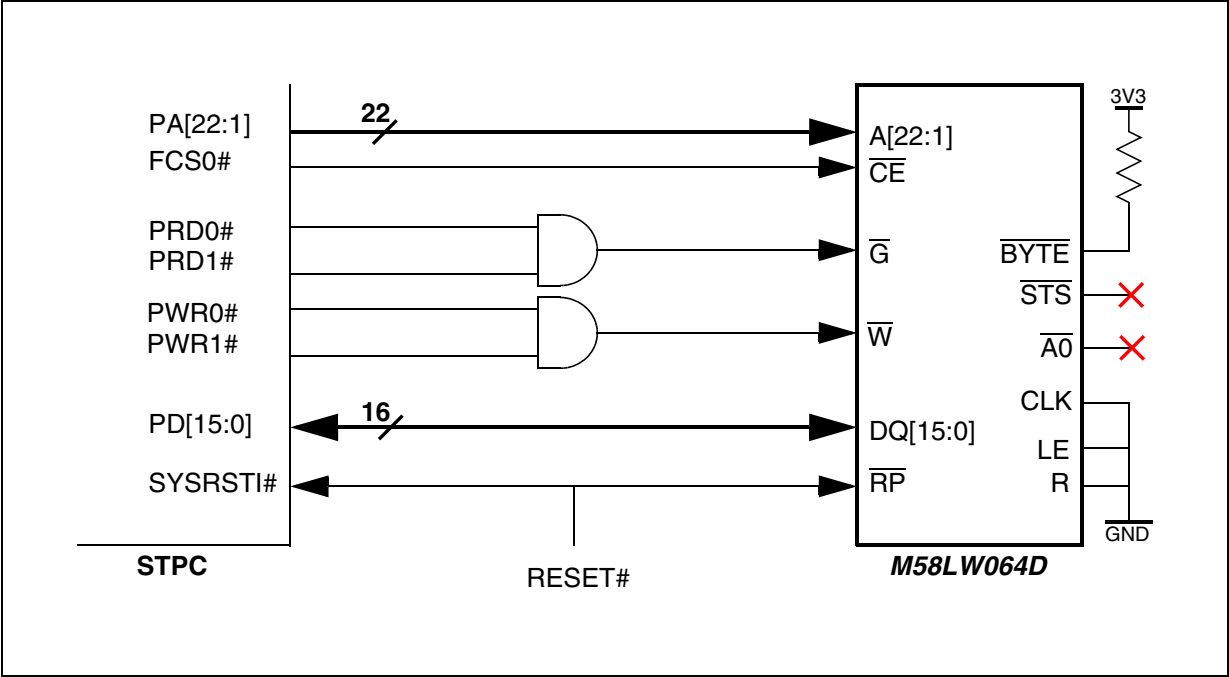 PA[22:1]
FCS0#
PRD0#
PRD1#
PWR0#
PWR1#
PD[15:0]
SYSRSTI#
STPC
22
16
RESET#
A[22:1]
CE
G
W
DQ[15:0]
RP
BYTE
STS
A0
CLK
LE
R
M58LW064D
3V3
GND